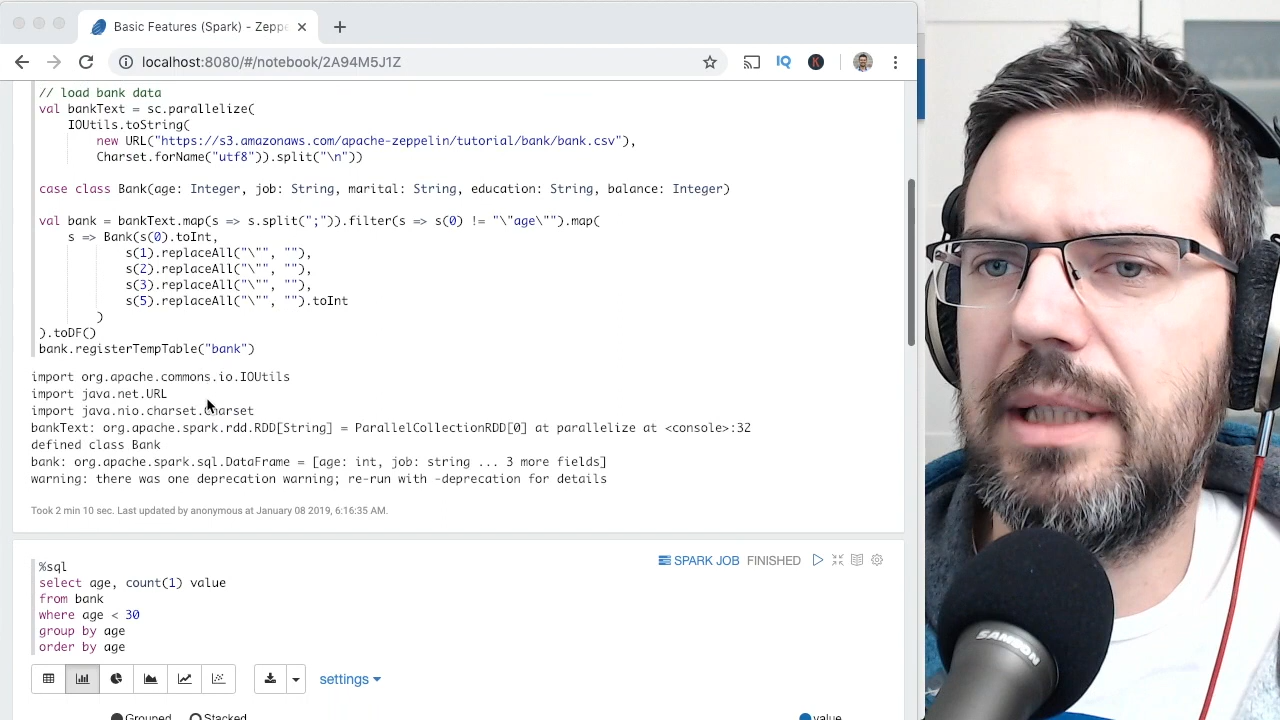 Basic Features (Spark) - Zeppe
localhost:8080/#/notebook/2A94M5J1Z
IQ
K
// load bank data
val bankText = sc.parallelize(
IOUtils.toString(
new URL("https://s3.amazonaws.com/apache-zeppelin/tutorial/bank/bank.csv"),
Charset.forName("utf8")).split("\n"))
case class Bank(age: Integer, job: String, marital: String, education: String, balance: Integer)
val bank = bankText.map(s => s.split(";")).filter(s => s(0) != "\"age\"").map(
s => Bank(s(0).toInt,
s(1).replaceAll("\"", ""),
s(2).replaceAll("\"", ""),
s(3).replaceAll("\"", ""),
s(5).replaceAll("\"", "").toInt
)
).toDF()
bank.registerTempTable("bank")
import org.apache.commons.io.IOUtils
import java.net.URL
import java.nio.charset.Charset
bankText: org.apache.spark.rdd.RDD[String] = ParallelCollectionRDD[0] at parallelize at <console>:32
defined class Bank
bank: org.apache.spark.sql.DataFrame = [age: int, job: string ... 3 more fields]
warning: there was one deprecation warning; re-run with -deprecation for details
Took 2 min 10 sec. Last updated by anonymous at January 08 2019, 6:16:35 AM.
%sql
SPARK JOB FINISHED
select age, count(1) value
from bank
where age < 30
group by age
order by age
settings
Grouped Stacked value
SAMSON